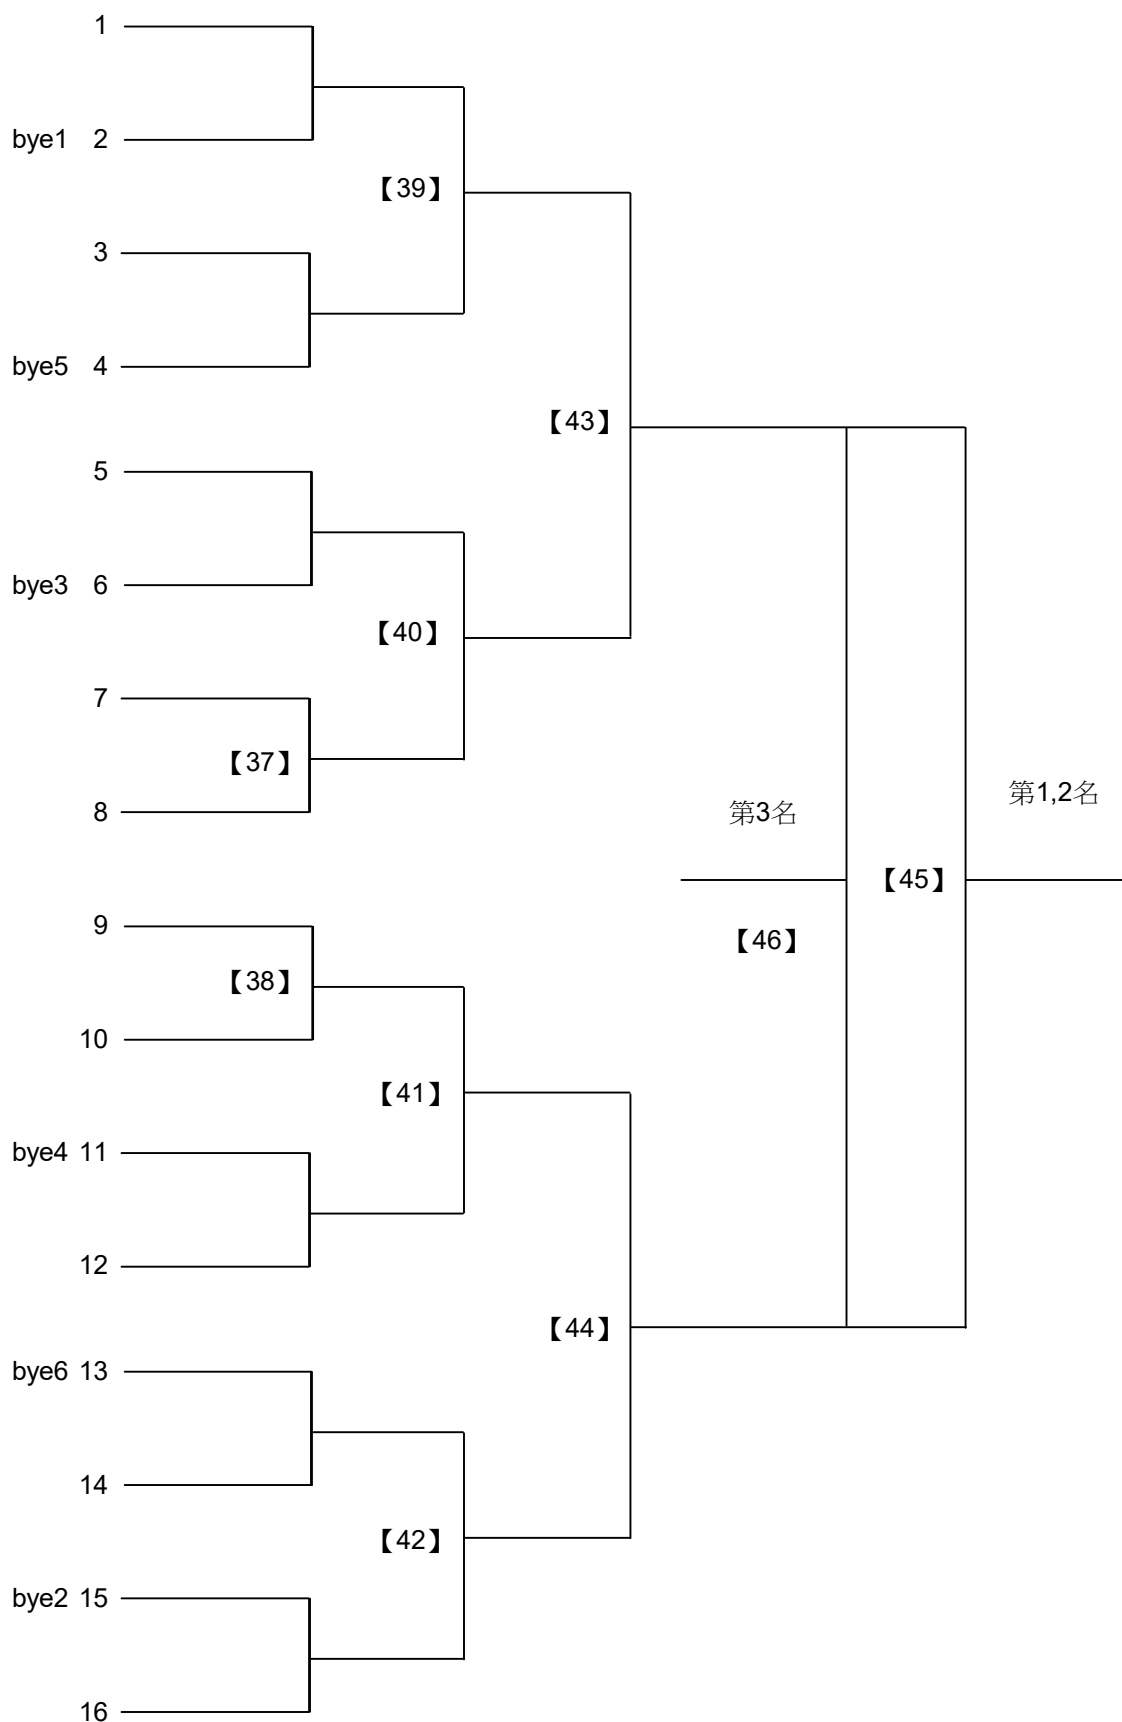 1
bye1 2
【39】
3
bye5 4
【43】
5
bye3 6
【40】
7
【37】
8
第3名
第1,2名
【45】
9
【46】
【38】
10
【41】
bye4 11
12
【44】
bye6 13
14
【42】
bye2 15
16